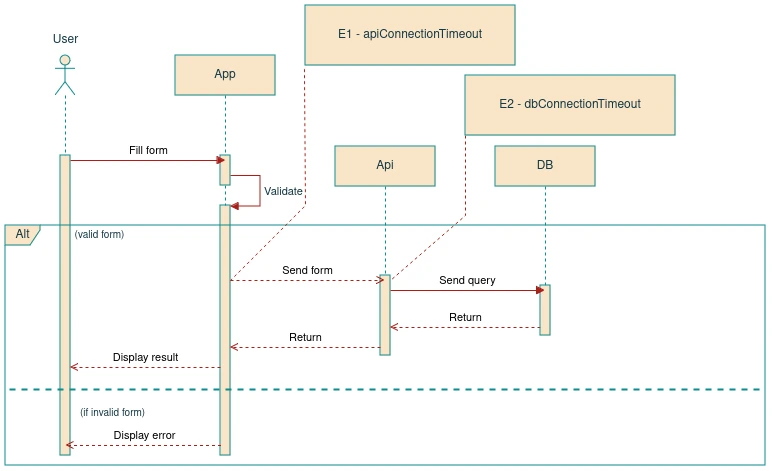 E1 - apiConnectionTimeout
User
App
E2 - dbConnectionTimeout
Fill form
Api
DB
Validate
Alt
(valid form)
Send form
Send query
Return
Return
Display result
(if invalid form)
Display error